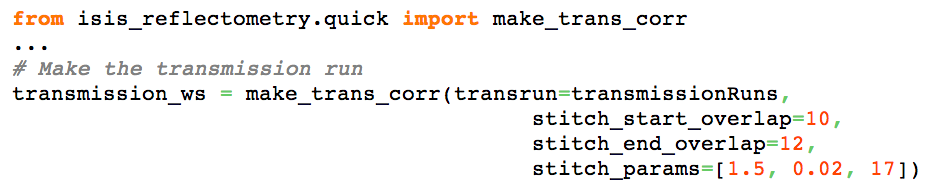 from isis_reflectometry.quick import make_trans_corr
...
# Make the transmission run
transmission_ws = make_trans_corr(transrun=transmissionRuns,
stitch_start_overlap=10,
stitch_end_overlap=12,
stitch_params=[1.5, 0.02, 17])